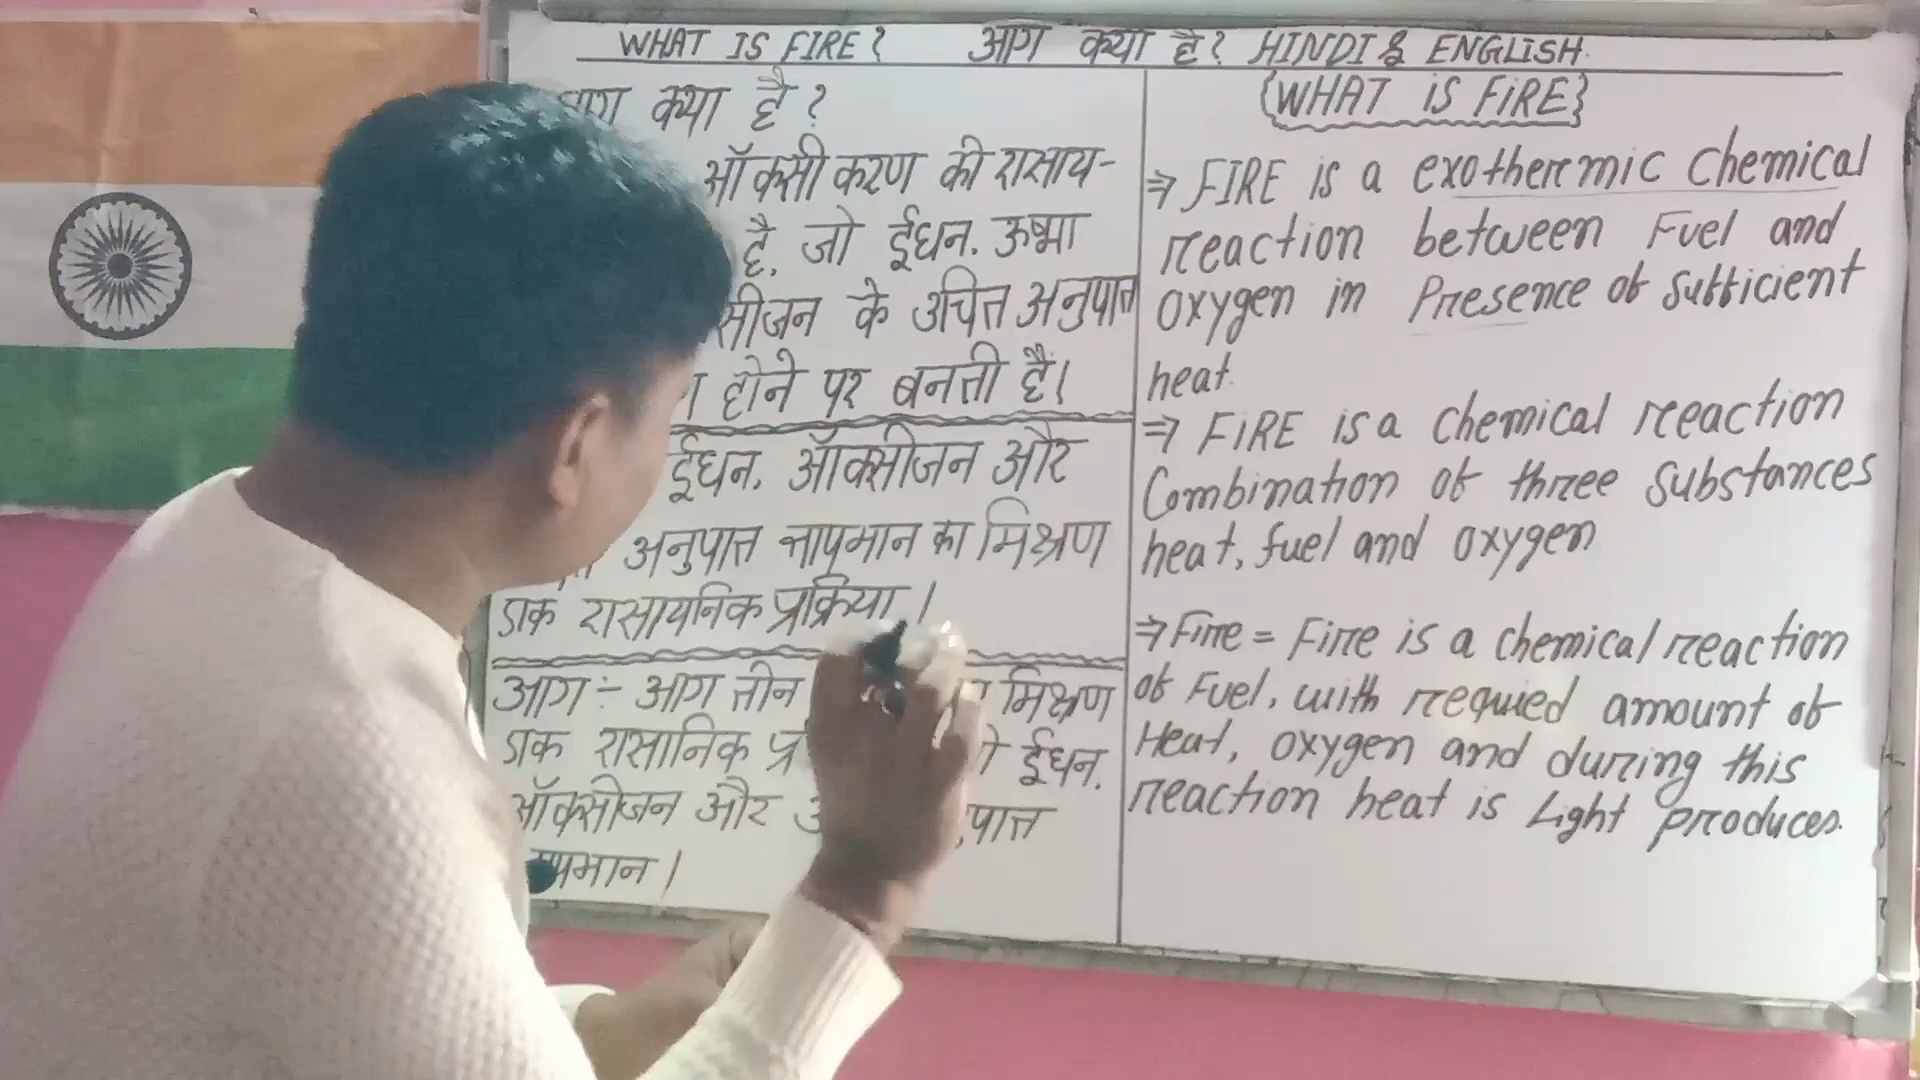 WHAT IS FIRE? आग क्या है? HINDI & ENGLISH.
क्या है?
ऑक्सीकरण की रासाय-
है, जो ईधन. ऊष्मा
के उचित अनुपात
होने पर बनती है।
ईधन. ऑक्सीजन और
अनुपात तापमान का मिश्रण
एक रासायनिक प्रक्रिया।
आग ÷ आग तीन मिश्रण
एक रासानिक ईधन.
ऑक्सीजन और
{WHAT iS FiRE}
⇒ FIRE is a exotheremic Chemical
reaction between Fuel and
oxygen in Presence of Sufficient
heat.
⇒ FiRE is a Chemical reaction
Combination of three Substances
heat, fuel and oxygen
⇒ Fire = Fire is a chemical reaction
of Fuel, with requied amount of
Heat, oxygen and during this
reaction heat is Light produces.